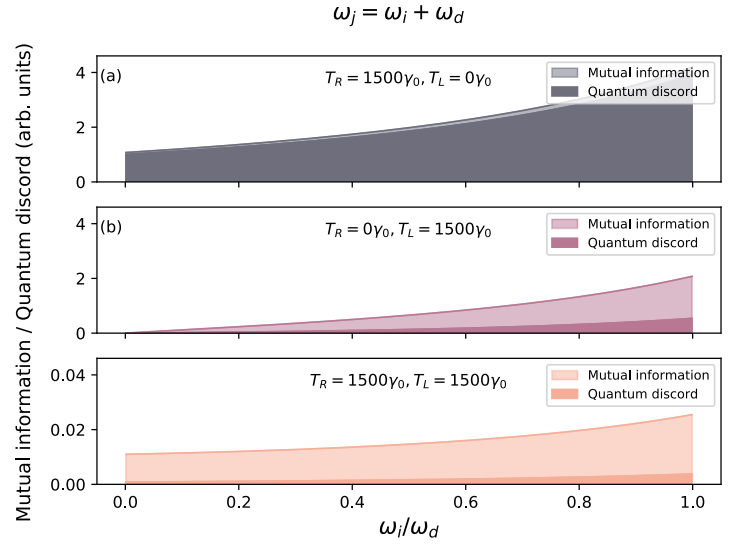 ω_j = ω_i + ω_d
Mutual information / Quantum discord (arb. units)
(a)
T_R = 1500γ_0, T_L = 0γ_0
Mutual information
Quantum discord
4
2
0
(b)
T_R = 0γ_0, T_L = 1500γ_0
Mutual information
Quantum discord
4
2
0
T_R = 1500γ_0, T_L = 1500γ_0
Mutual information
Quantum discord
0.04
0.02
0.00
0.0 0.2 0.4 0.6 0.8 1.0
ω_i/ω_d